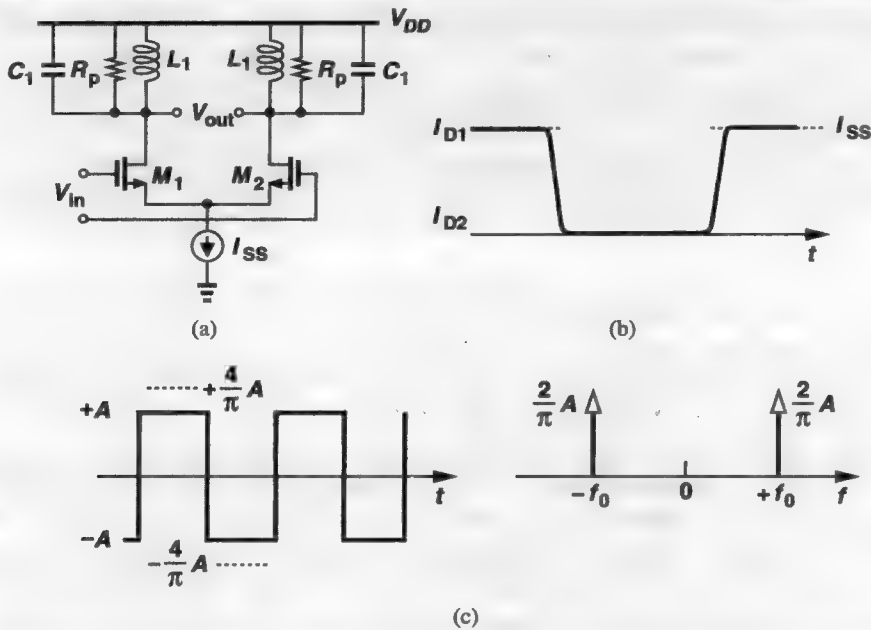 V_DD
C_1 R_p L_1 L_1 R_p C_1
V_out
M_1 M_2
V_in
I_SS
(a)
I_D1 I_SS
I_D2
t
(b)
+4/π A
+A
t
-A
-4/π A
2/π A 2/π A
-f_0 0 +f_0 f
(c)